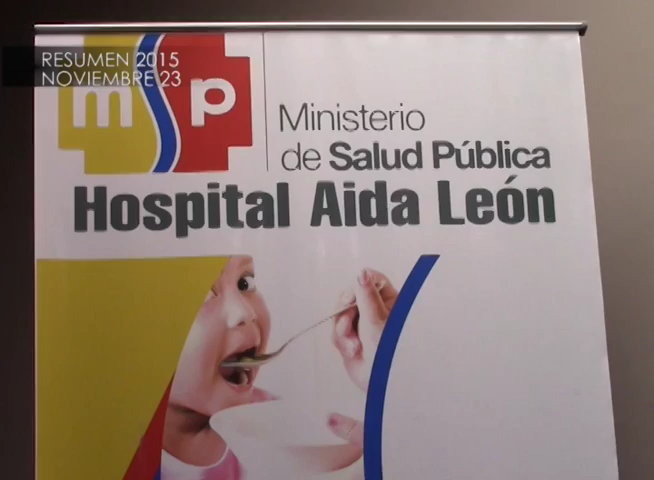 RESUMEN 2015
NOVIEMBRE 23
msp
Ministerio
de Salud Pública
Hospital Aida León